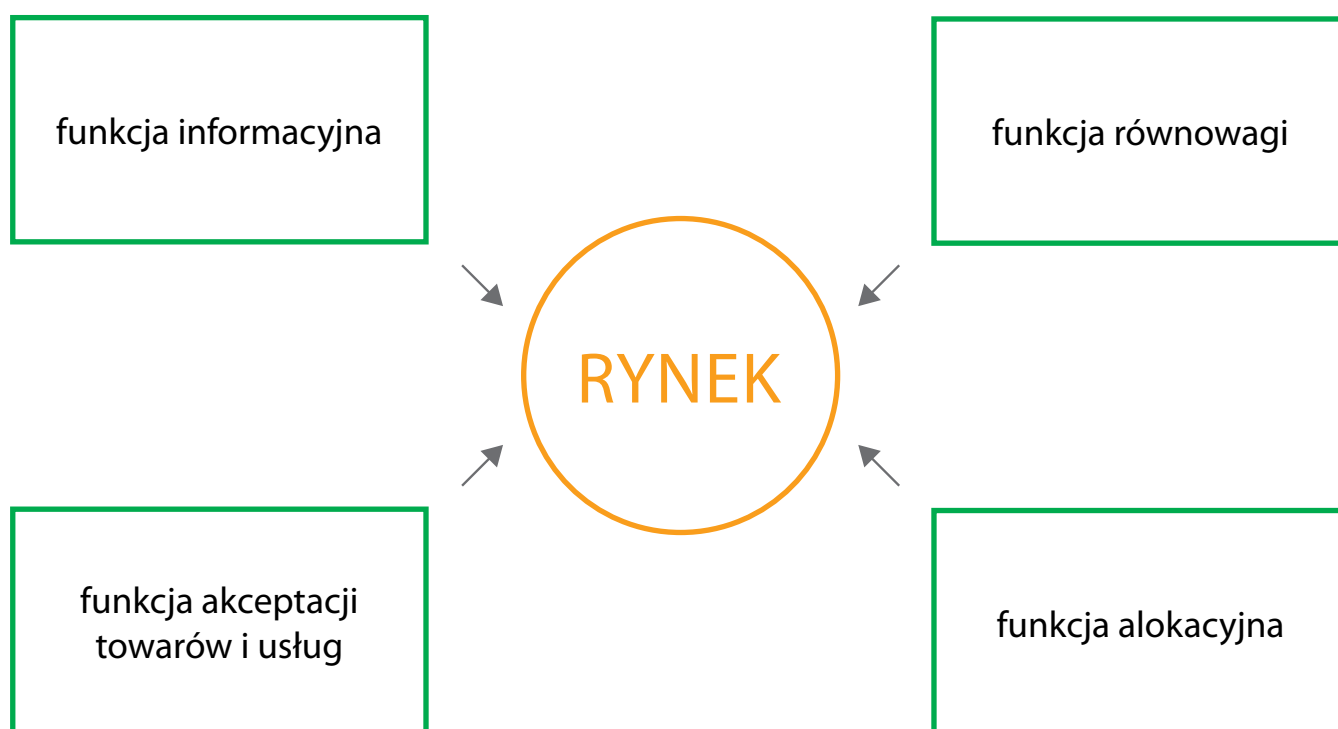 funkcja informacyjna
funkcja równowagi
RYNEK
funkcja akceptacji
towarów i usług
funkcja alokacyjna